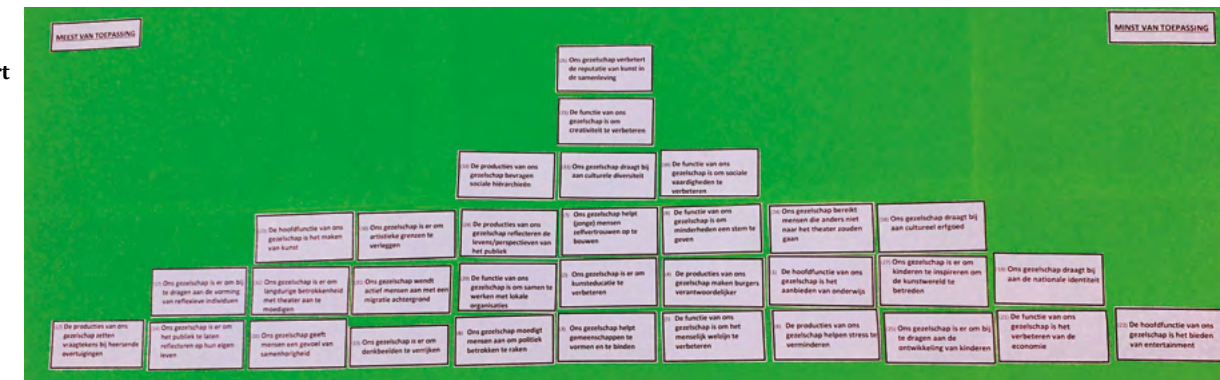 rt
MEEST VAN TOEPASSING
MINST VAN TOEPASSING
Ons gezelschap verbetert
de reputatie van kunst in
de samenleving
De functie van ons
gezelschap is om
creativiteit te verbeteren
De producties van ons
gezelschap bevragen
sociale hiërarchieën
Ons gezelschap draagt bij
aan culturele diversiteit
De functie van ons
gezelschap is om sociale
vaardigheden te
verbeteren
De hoofdfunctie van ons
gezelschap is het maken
van kunst
Ons gezelschap is er om
artistieke grenzen te
verleggen
De producties van ons
gezelschap reflecteren de
levens/perspectieven van
het publiek
Ons gezelschap helpt
(jonge) mensen
zelfvertrouwen op te
bouwen
De functie van ons
gezelschap is om
minderheden een stem te
geven
Ons gezelschap bereikt
mensen die anders niet
naar het theater zouden
gaan
Ons gezelschap draagt bij
aan cultureel erfgoed
Ons gezelschap is er om bij
te dragen aan de vorming
van reflexieve individuen
Ons gezelschap is er om
langdurige betrokkenheid
met theater aan te
moedigen
Ons gezelschap wendt
actief mensen aan met een
migratie achtergrond
De functie van ons
gezelschap is om samen te
werken met lokale
organisaties
Ons gezelschap is er om
kunsteducatie te
verbeteren
De producties van ons
gezelschap maken burgers
verantwoordelijker
De hoofdfunctie van ons
gezelschap is het
aanbieden van onderwijs
Ons gezelschap is er om
kinderen te inspireren om
de kunstwereld te
betreden
Ons gezelschap draagt bij
aan de nationale identiteit
De producties van ons
gezelschap zetten
vraagtekens bij heersende
overtuigingen
Ons gezelschap is er om
het publiek te laten
reflecteren op hun eigen
leven
Ons gezelschap geeft
mensen een gevoel van
samenhorigheid
Ons gezelschap is er om
denkbeelden te verrijken
Ons gezelschap moedigt
mensen aan om politiek
betrokken te raken
Ons gezelschap helpt
gemeenschappen te
vormen en te binden
De functie van ons
gezelschap is om het
menselijk welzijn te
verbeteren
De producties van ons
gezelschap helpen stress te
verminderen
Ons gezelschap is er om bij
te dragen aan de
ontwikkeling van kinderen
De functie van ons
gezelschap is het
verbeteren van de
economie
De hoofdfunctie van ons
gezelschap is het bieden
van entertainment